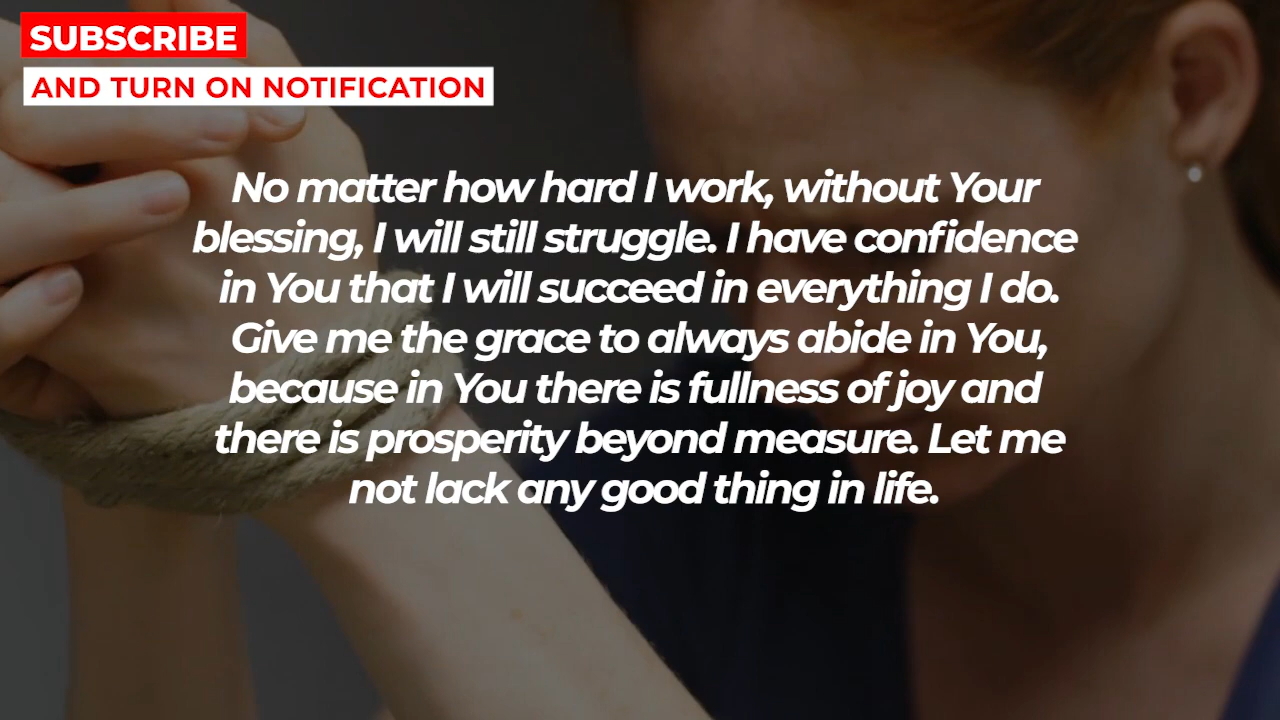 SUBSCRIBE
AND TURN ON NOTIFICATION
No matter how hard I work, without Your
blessing, I will still struggle. I have confidence
in You that I will succeed in everything I do.
Give me the grace to always abide in You,
because in You there is fullness of joy and
there is prosperity beyond measure. Let me
not lack any good thing in life.